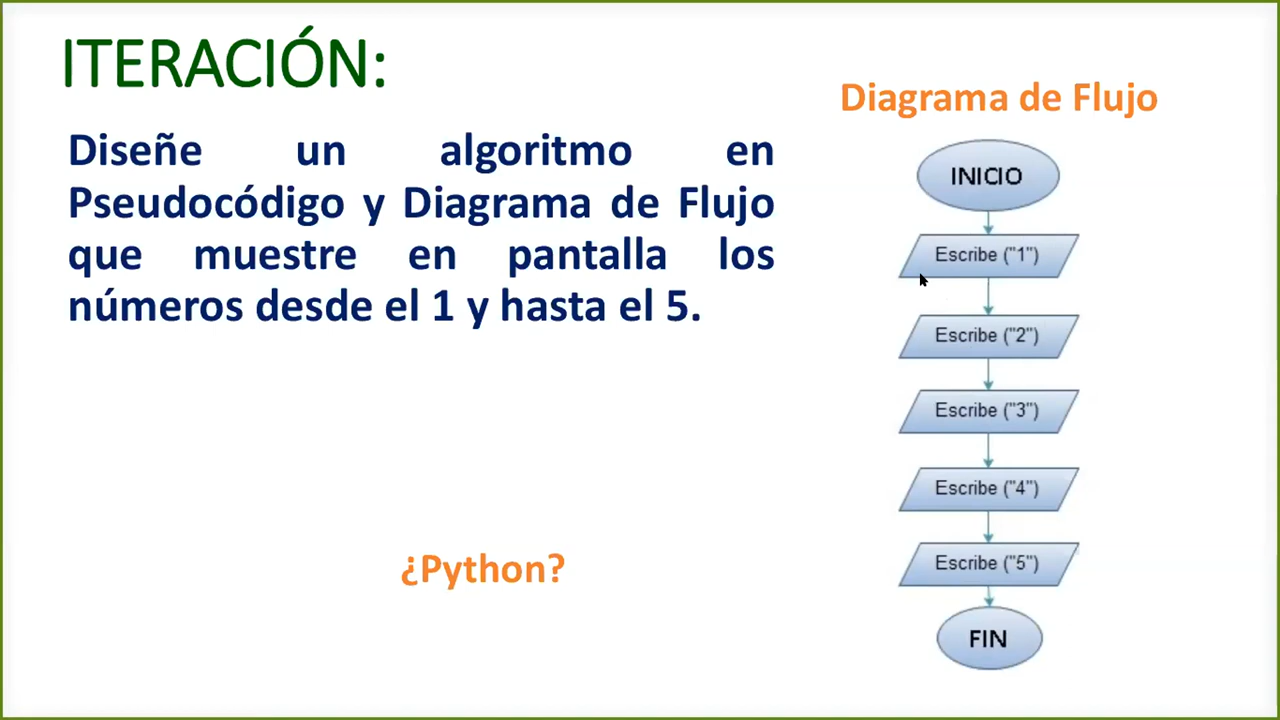 ITERACIÓN:
Diseñe un algoritmo en
Pseudocódigo y Diagrama de Flujo
que muestre en pantalla los
números desde el 1 y hasta el 5.
¿Python?
Diagrama de Flujo
INICIO
Escribe ("1")
Escribe ("2")
Escribe ("3")
Escribe ("4")
Escribe ("5")
FIN